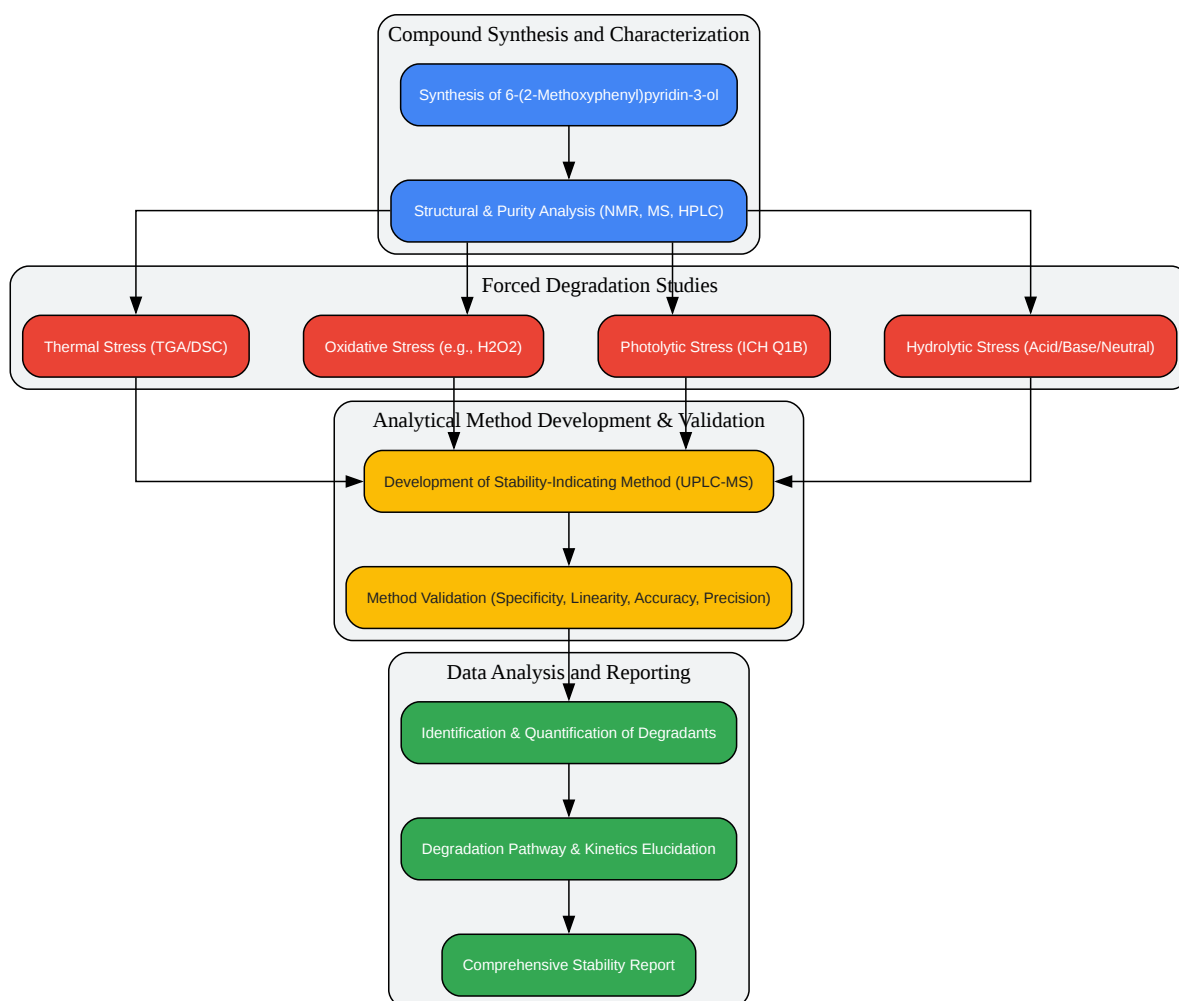 Compound Synthesis and Characterization
Synthesis of 6-(2-Methoxyphenyl)pyridin-3-ol
Structural & Purity Analysis (NMR, MS, HPLC)
Forced Degradation Studies
Thermal Stress (TGA/DSC)
Oxidative Stress (e.g., H2O2)
Photolytic Stress (ICH Q1B)
Hydrolytic Stress (Acid/Base/Neutral)
Analytical Method Development & Validation
Development of Stability-Indicating Method (UPLC-MS)
Method Validation (Specificity, Linearity, Accuracy, Precision)
Data Analysis and Reporting
Identification & Quantification of Degradants
Degradation Pathway & Kinetics Elucidation
Comprehensive Stability Report